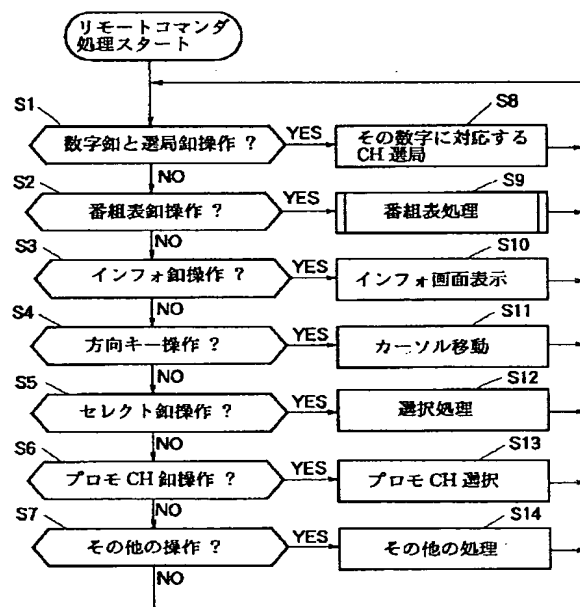 リモートコマンダ
処理スタート
S1
数字釦と選局釦操作 ?
YES
S8
その数字に対応する
CH 選局
NO
S2
番組表釦操作 ?
YES
S9
番組表処理
NO
S3
インフォ釦操作 ?
YES
S10
インフォ画面表示
NO
S4
方向キー操作 ?
YES
S11
カーソル移動
NO
S5
セレクト釦操作 ?
YES
S12
選択処理
NO
S6
プロモ CH 釦操作 ?
YES
S13
プロモ CH 選択
NO
S7
その他の操作 ?
YES
S14
その他の処理
NO